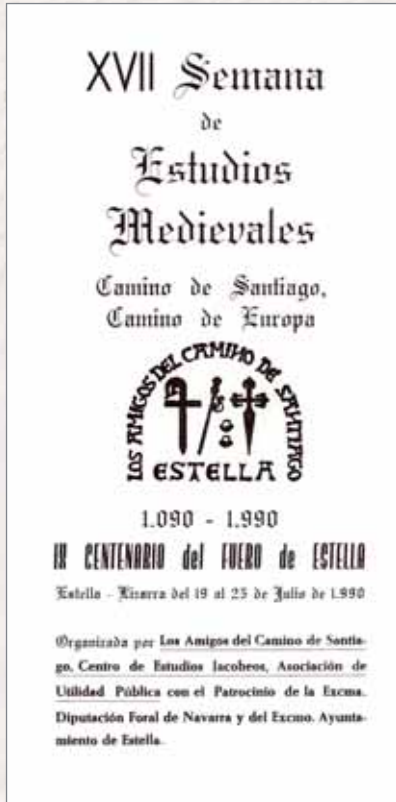 XVII Semana
de
Estudios
Medievales
Camino de Santiago,
Camino de Europa
LOS AMIGOS DEL CAMINO DE SANTIAGO
ESTELLA
1.090 - 1.990
IX CENTENARIO del FUERO de ESTELLA
Estella - Lizarra del 19 al 25 de Julio de 1.990
Organizada por Los Amigos del Camino de Santia-
go, Centro de Estudios Jacobeos, Asociación de
Utilidad Pública con el Patrocinio de la Excma.
Diputación Foral de Navarra y del Excmo. Ayunta-
miento de Estella.